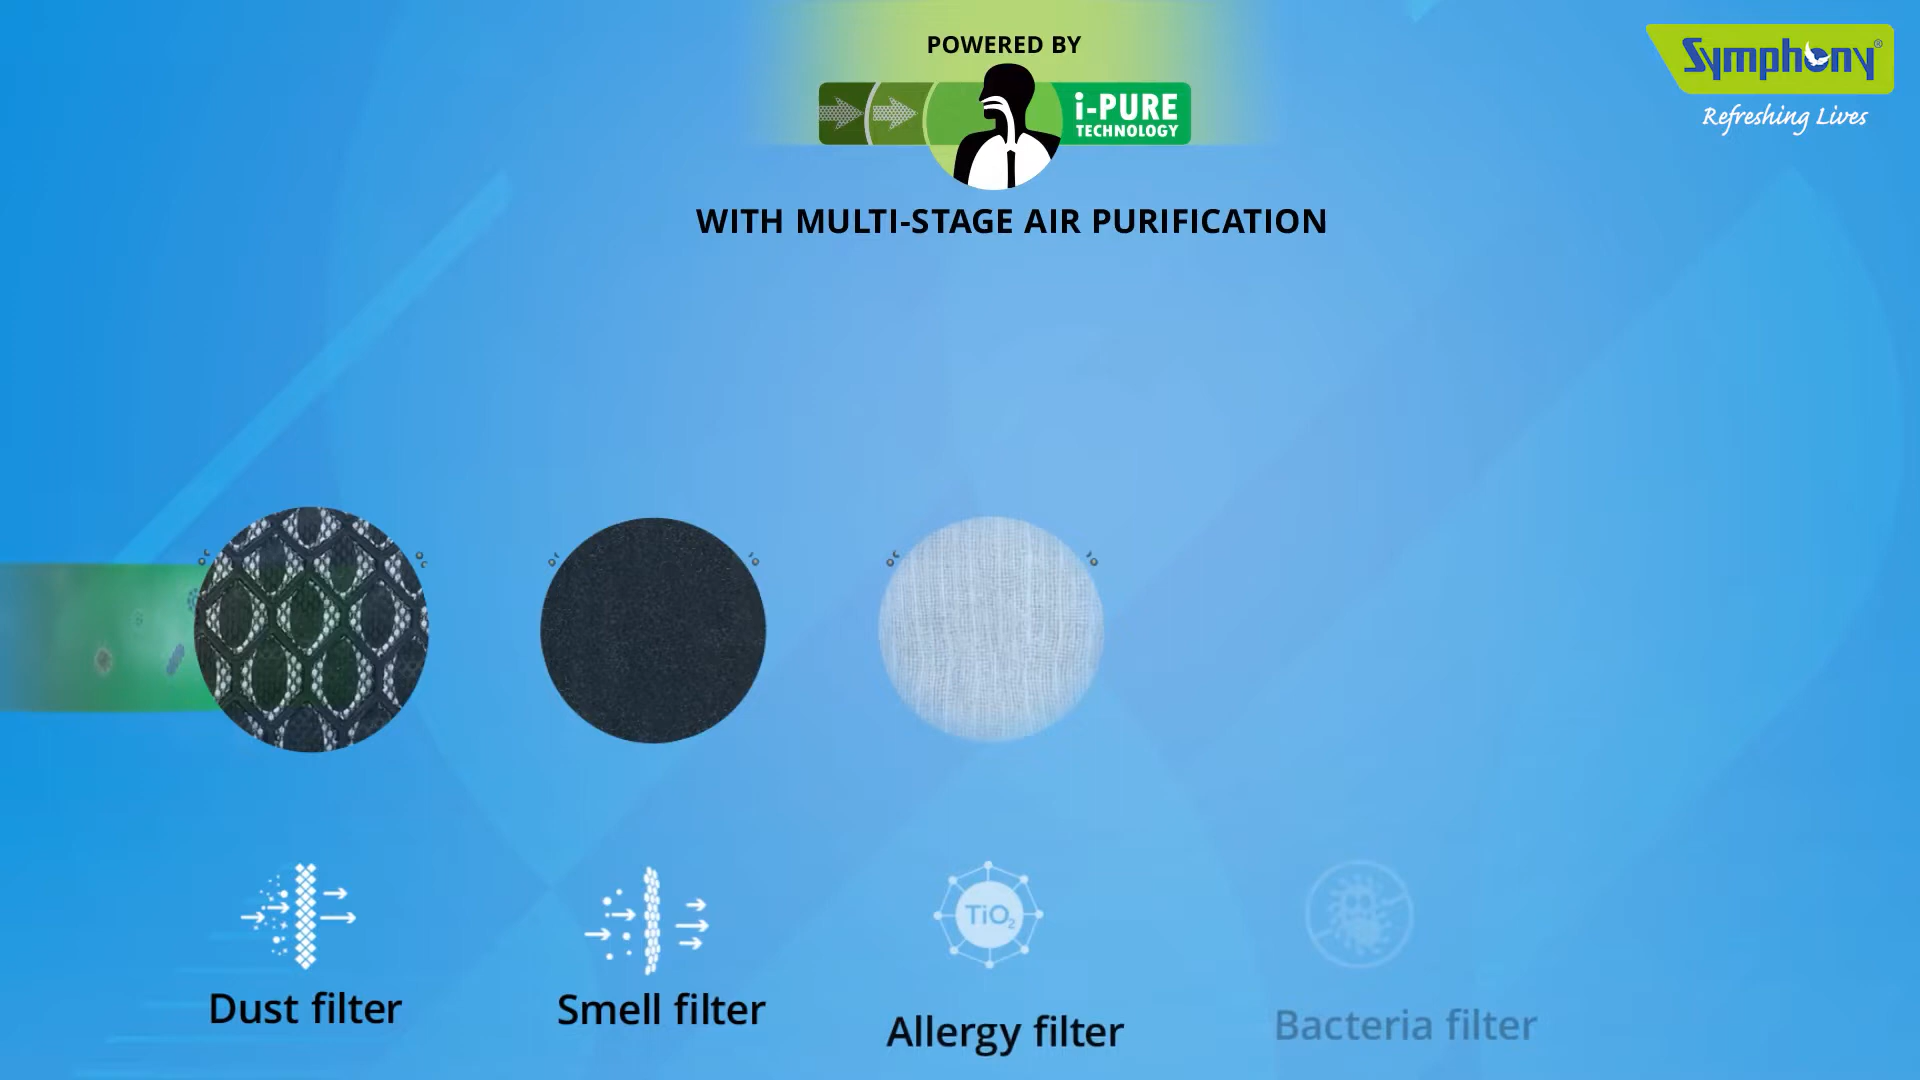 POWERED BY
i-PURE
TECHNOLOGY
WITH MULTI-STAGE AIR PURIFICATION
Symphony®
Refreshing Lives
TiO₂
Dust filter
Smell filter
Allergy filter
Bacteria filter